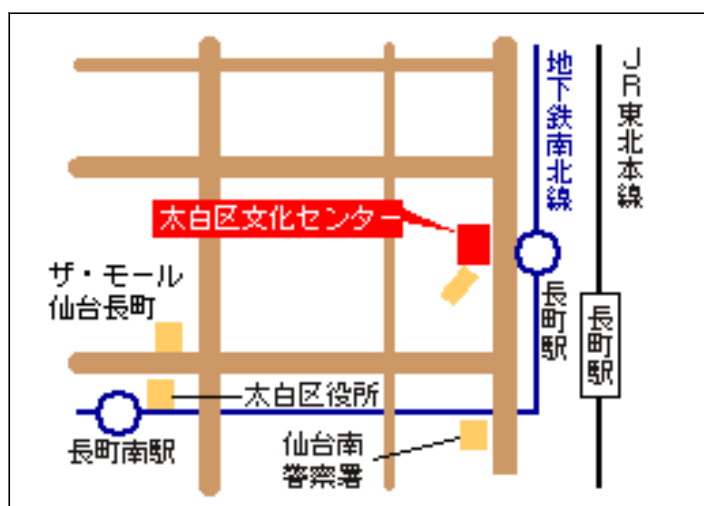 地下鉄南北線
JR東北本線
太白区文化センター
ザ・モール
仙台長町
長町駅
長町駅
太白区役所
長町南駅
仙台南
警察署